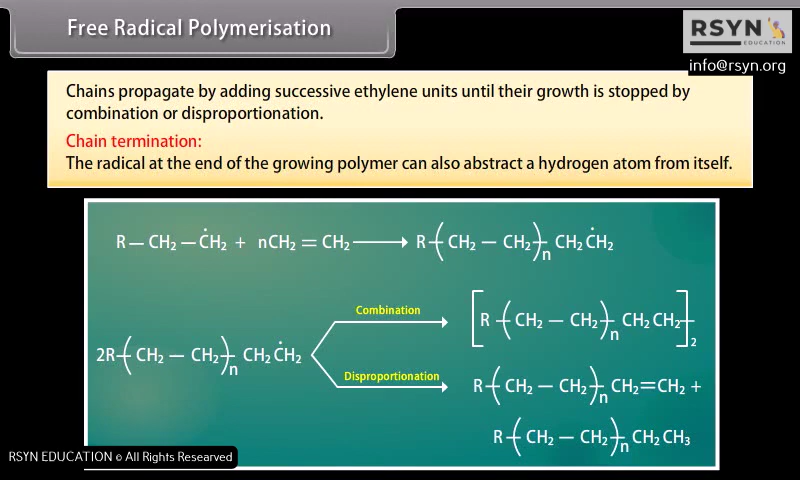 Free Radical Polymerisation
RSYN
EDUCATION
info@rsyn.org
Chains propagate by adding successive ethylene units until their growth is stopped by
combination or disproportionation.
Chain termination:
The radical at the end of the growing polymer can also abstract a hydrogen atom from itself.
R — CH₂ — ĊH₂ + nCH₂ = CH₂ ⟶ R-(CH₂ — CH₂)-ₙ CH₂ĊH₂
Combination
[R-(CH₂ — CH₂)-ₙ CH₂CH₂]-₂
2R-(CH₂ — CH₂)-ₙ CH₂ĊH₂
Disproportionation
R-(CH₂ — CH₂)-ₙ CH₂=CH₂ +
R-(CH₂ — CH₂)-ₙ CH₂CH₃
RSYN EDUCATION © All Rights Researved